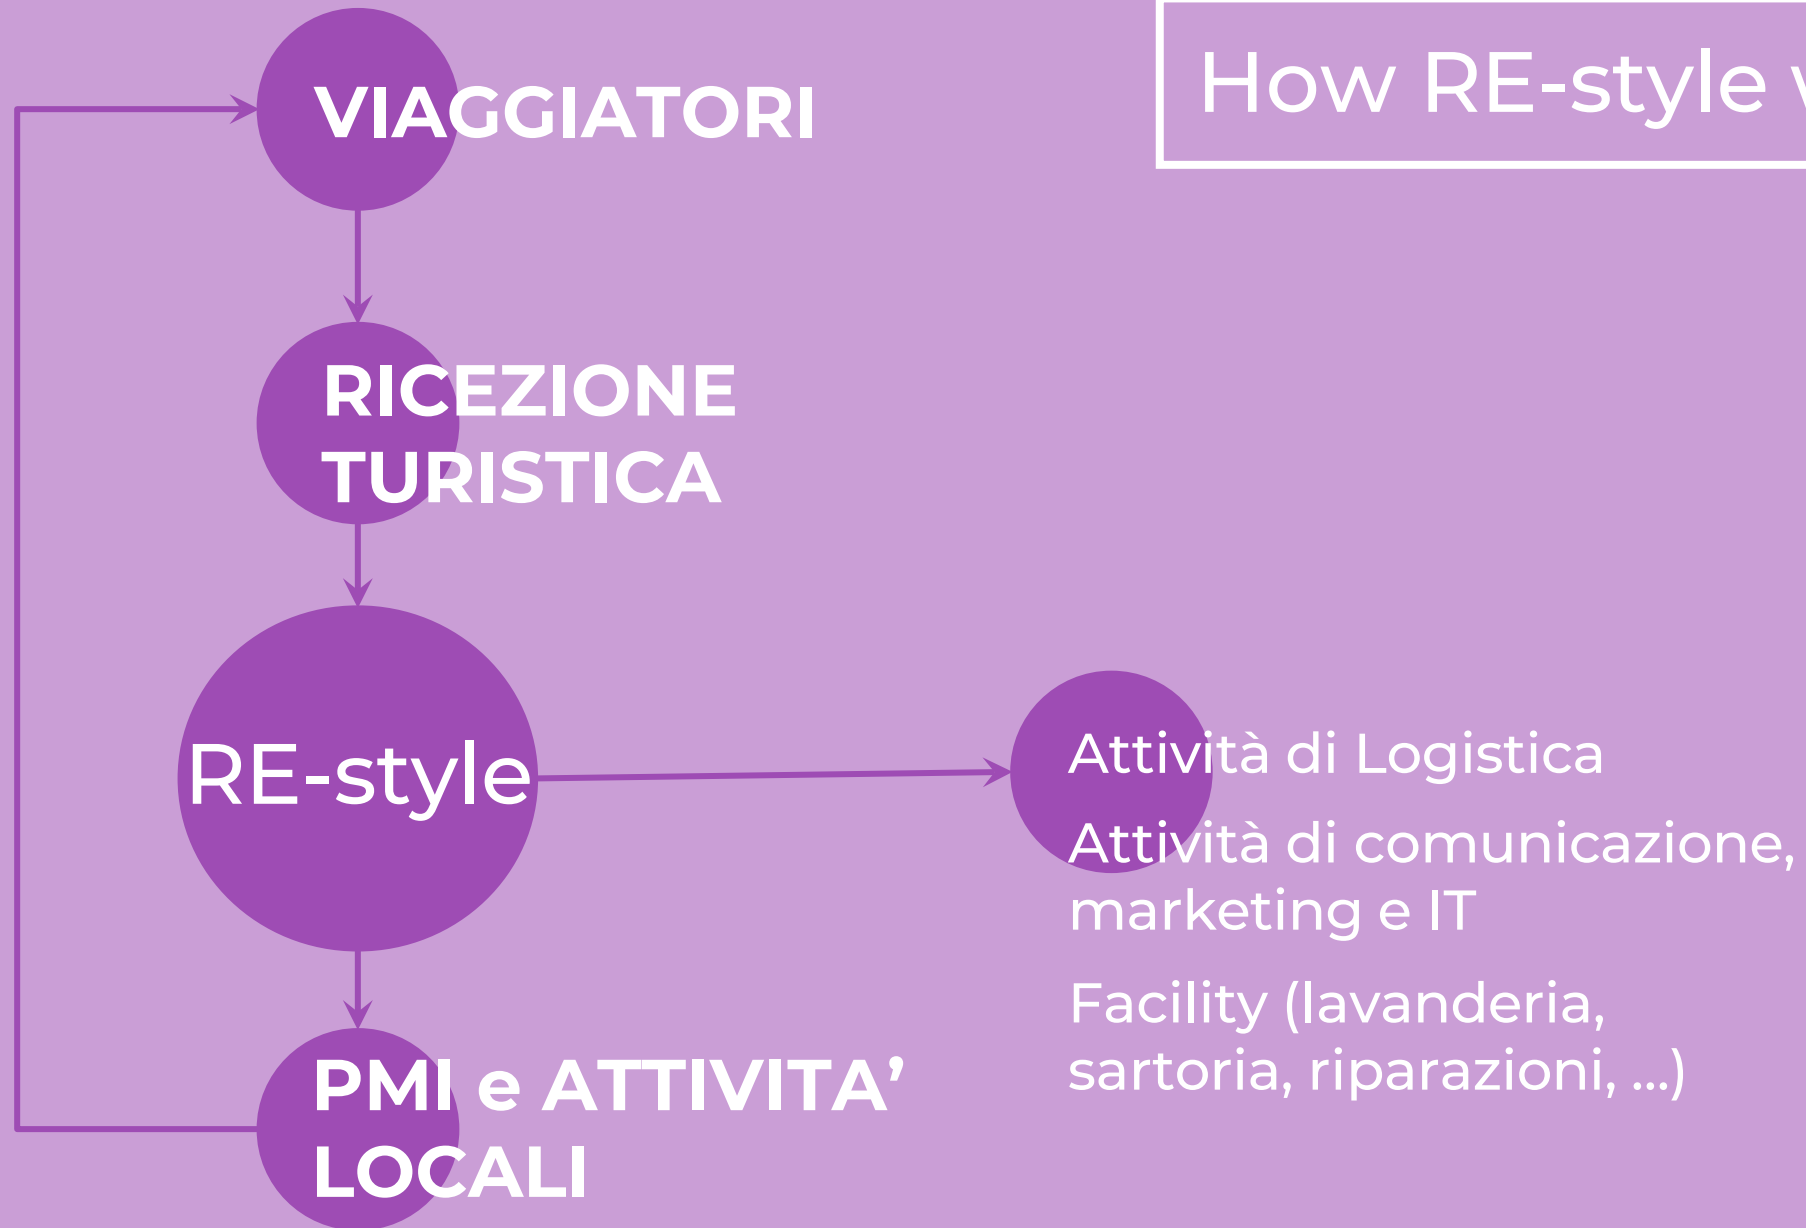 How RE-style
VIAGGIATORI
RICEZIONE
TURISTICA
RE-style
Attività di Logistica
Attività di comunicazione,
marketing e IT
Facility (lavanderia,
sartoria, riparazioni, ...)
PMI e ATTIVITA’
LOCALI